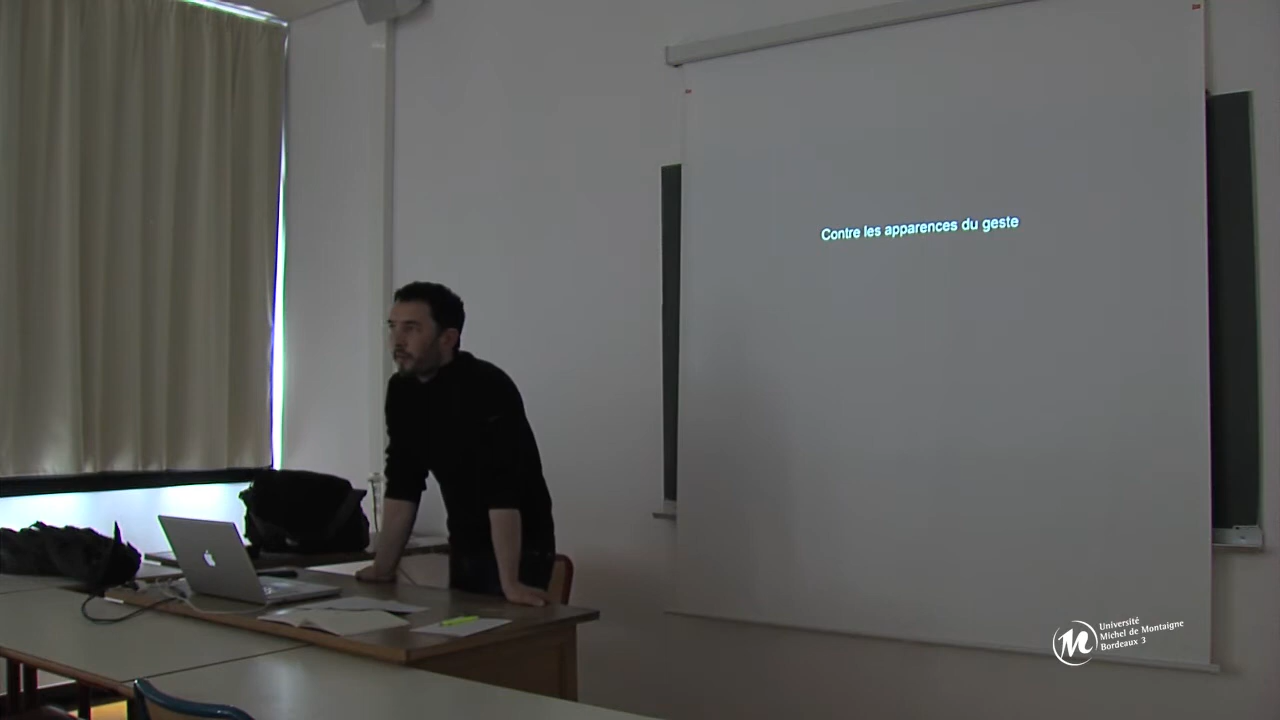 Contre les apparences du geste
Université
Michel de Montaigne
Bordeaux 3